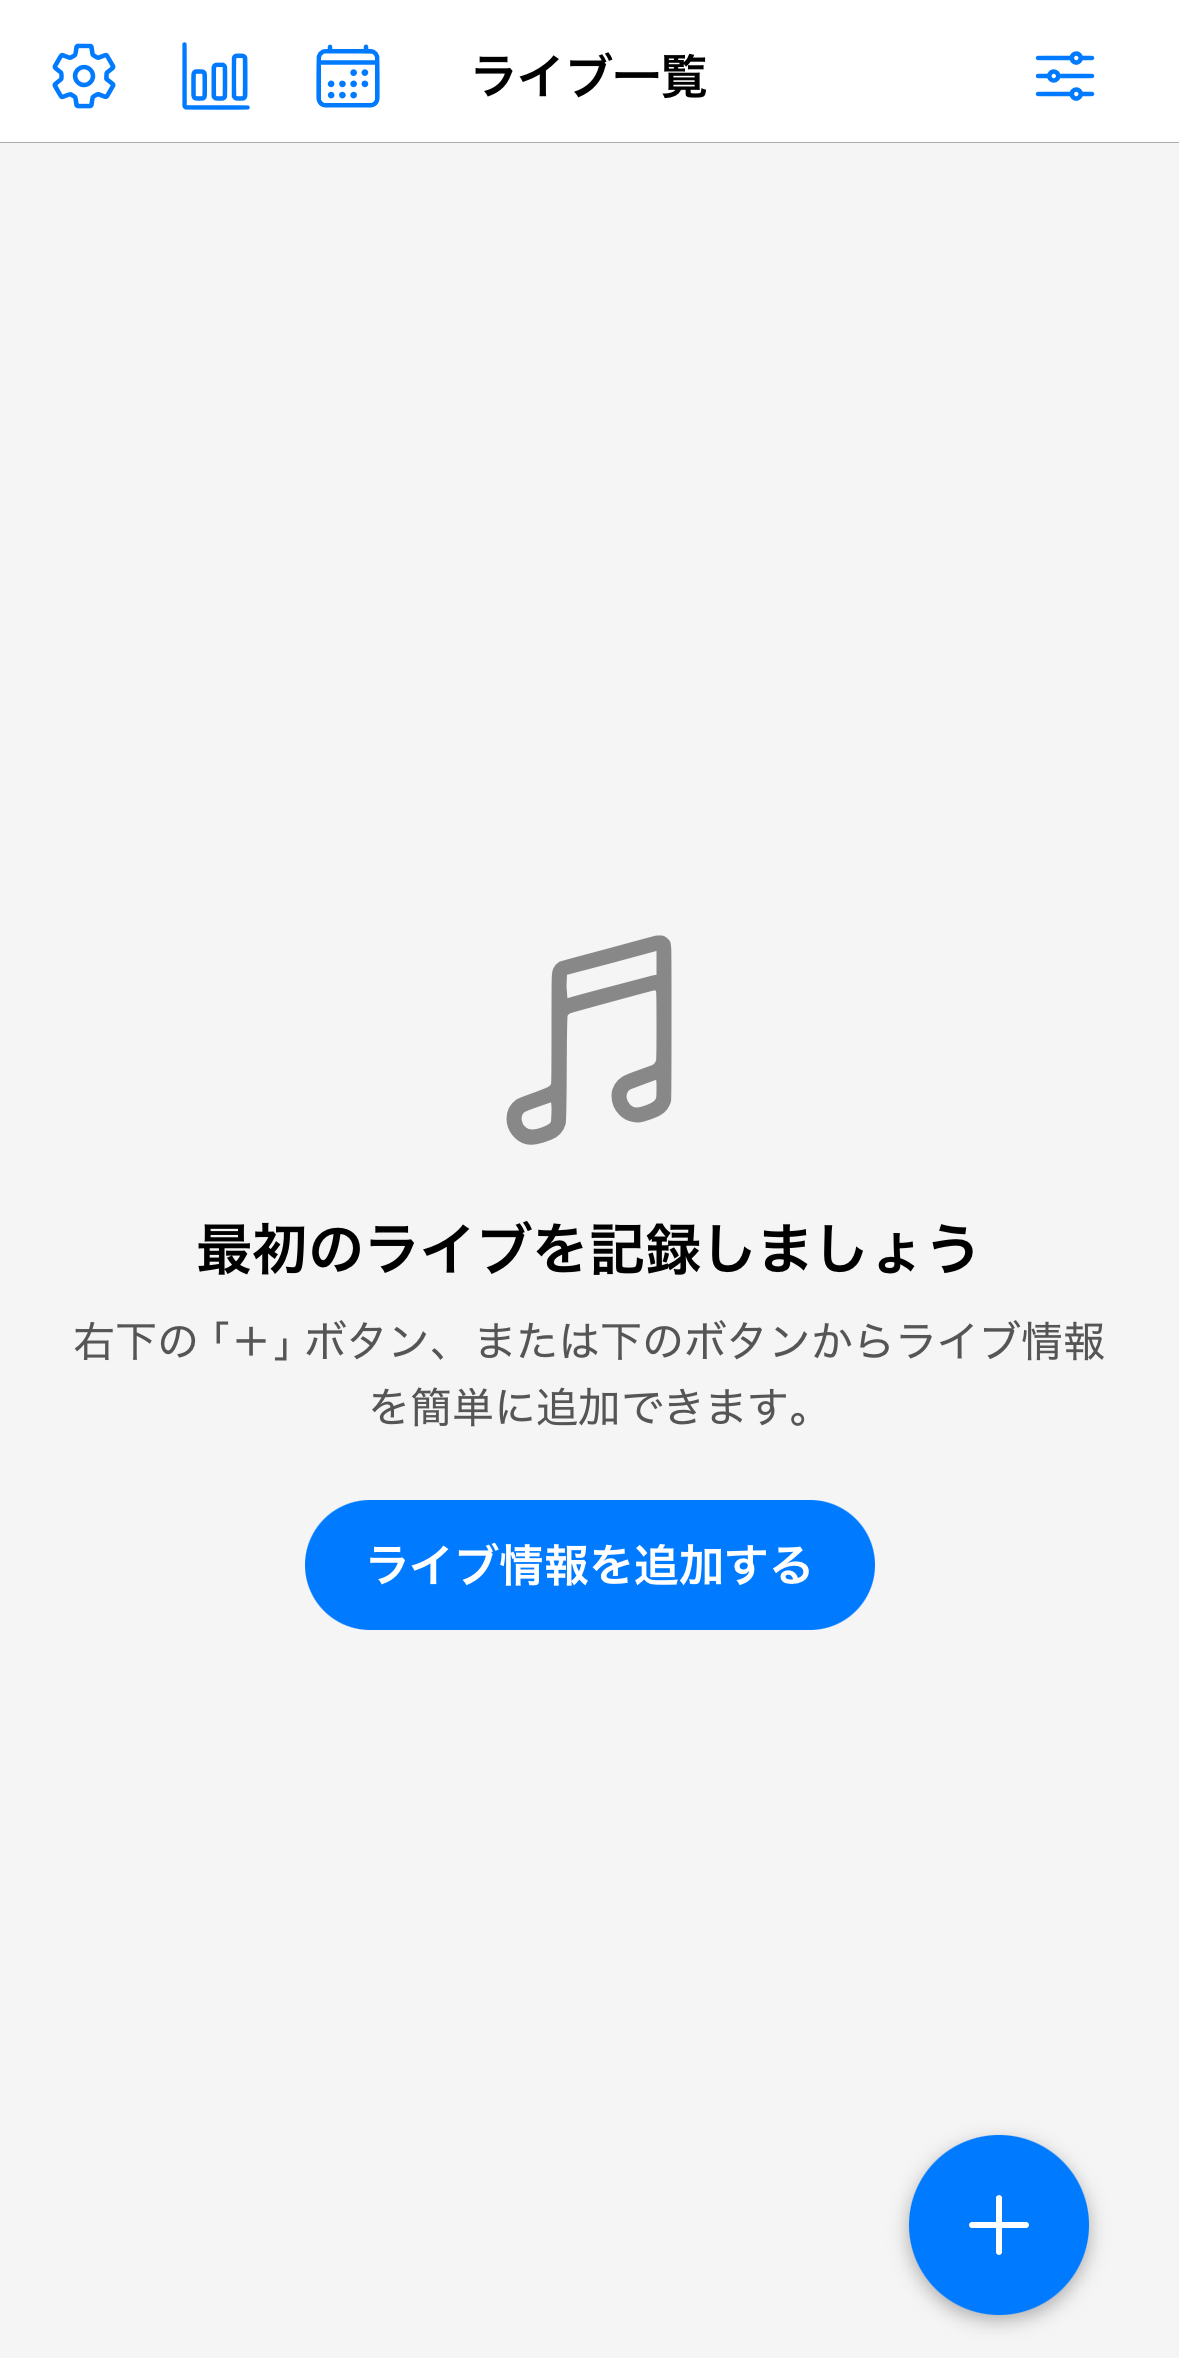 ライブ一覧
最初のライブを記録しましょう
右下の「＋」ボタン、または下のボタンからライブ情報
を簡単に追加できます。
ライブ情報を追加する